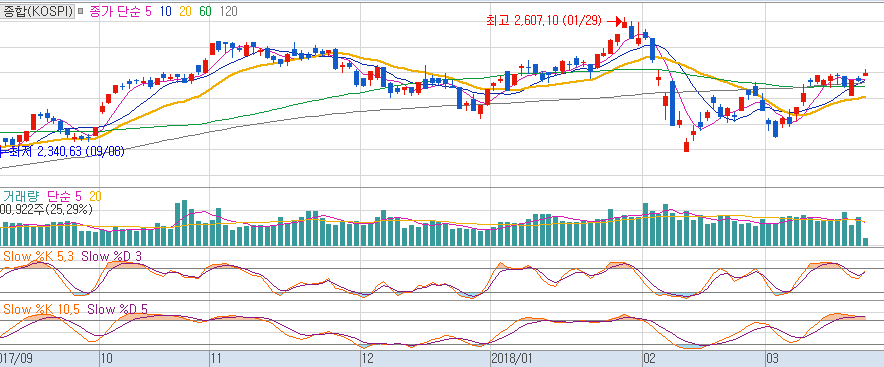 종합(KOSPI) 종가 단순 5 10 20 60 120
최고 2,607.10 (01/29)
최저 2,340.63 (09/06)
거래량 단순 5 20
00,922주(25.29%)
Slow %K 5,3 Slow %D 3
Slow %K 10,5 Slow %D 5
017/09 10 11 12 2018/01 02 03